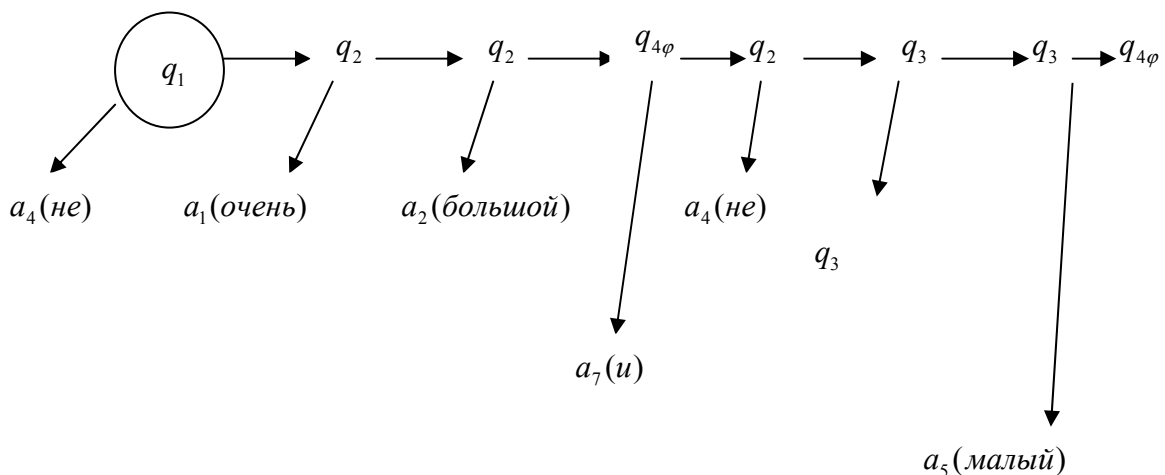 q₁ q₂ q₂ q₄φ q₂ q₃ q₃ q₄φ
a₄(не) a₁(очень) a₂(большой) a₄(не)
q₃
a₇(и)
a₅(малый)